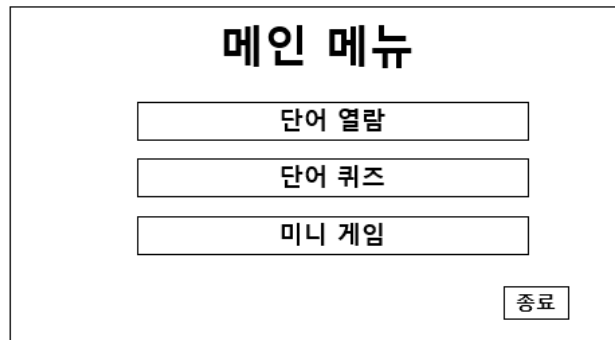 메인 메뉴
단어 열람
단어 퀴즈
미니 게임
종료